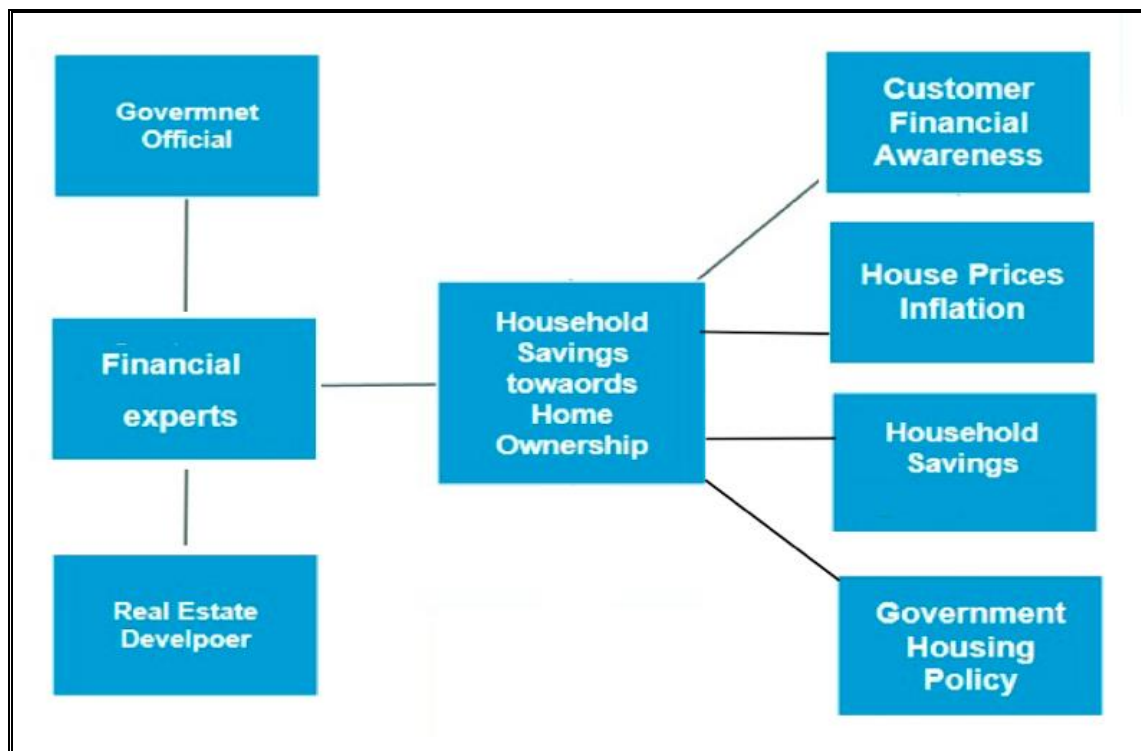 Govermnet
Official
Financial
experts
Real Estate
Develpoer
Household
Savings
towaords
Home
Ownership
Customer
Financial
Awareness
House Prices
Inflation
Household
Savings
Government
Housing
Policy